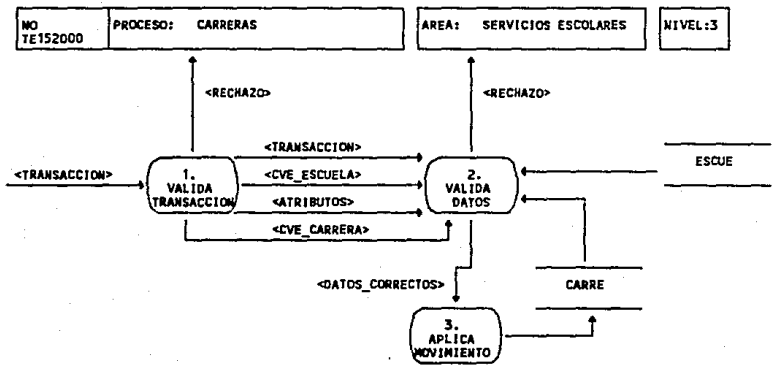 NO
TE152000
PROCESO: CARRERAS
AREA: SERVICIOS ESCOLARES
NIVEL:3
<RECHAZO>
<RECHAZO>
<TRANSACCION>
<TRANSACCION>
1.
VALIDA
TRANSACCION
<CVE_ESCUELA>
<ATRIBUTOS>
<CVE_CARRERA>
2.
VALIDA
DATOS
ESCUE
<DATOS_CORRECTOS>
CARRE
3.
APLICA
MOVIMIENTO